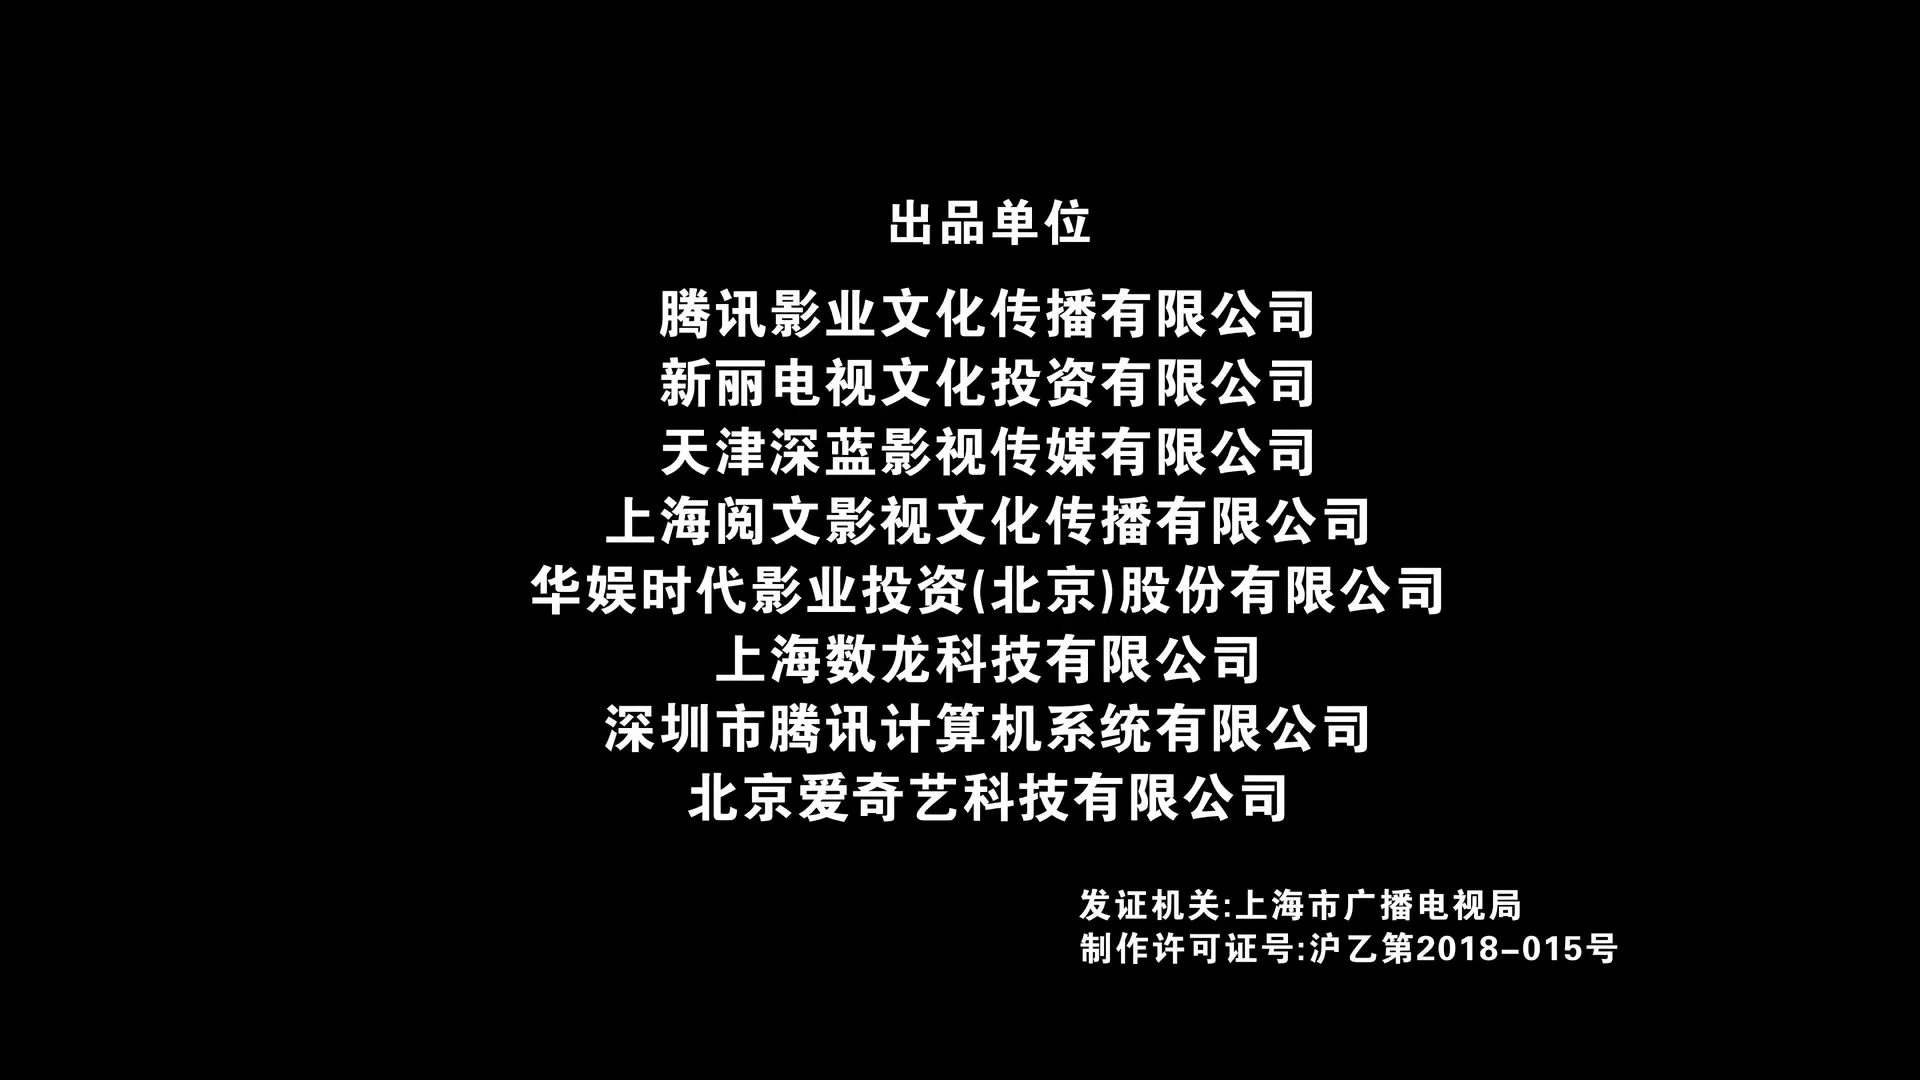 出品单位
腾讯影业文化传播有限公司
新丽电视文化投资有限公司
天津深蓝影视传媒有限公司
上海阅文影视文化传播有限公司
华娱时代影业投资(北京)股份有限公司
上海数龙科技有限公司
深圳市腾讯计算机系统有限公司
北京爱奇艺科技有限公司
发证机关:上海市广播电视局
制作许可证号:沪乙第2018-015号